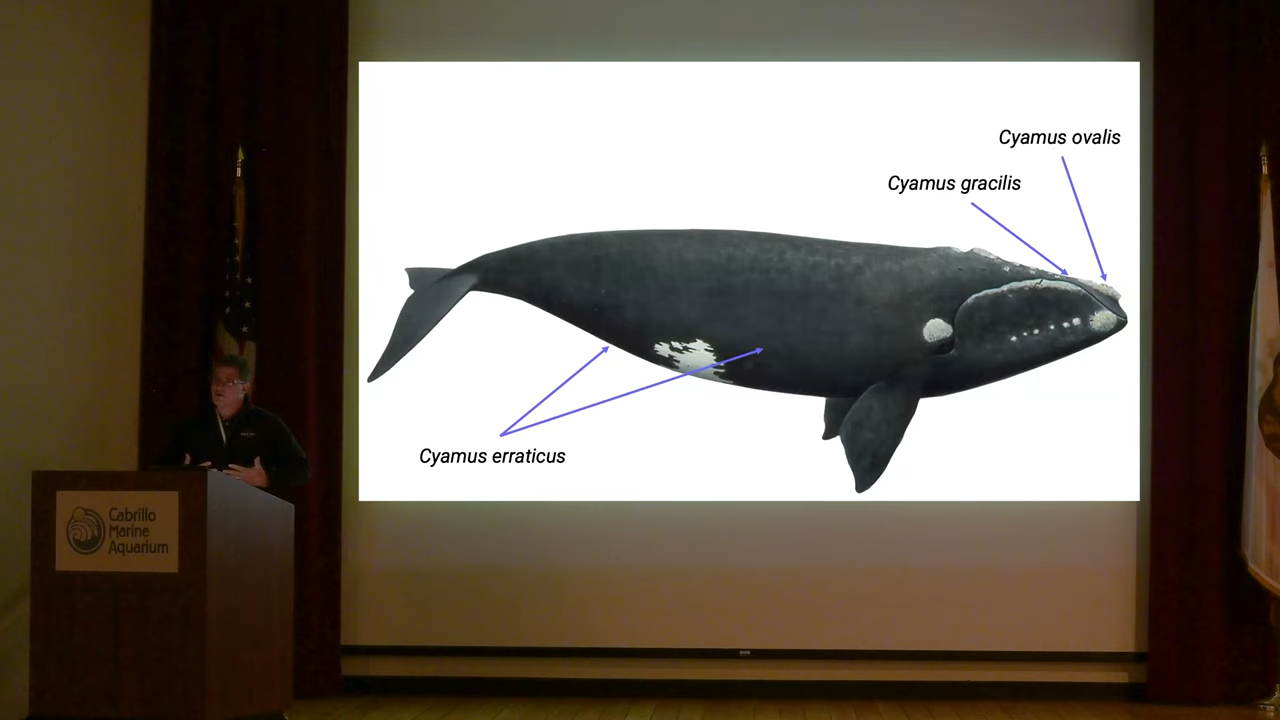 Cyamus ovalis
Cyamus gracilis
Cyamus erraticus
Cabrillo
Marine
Aquarium